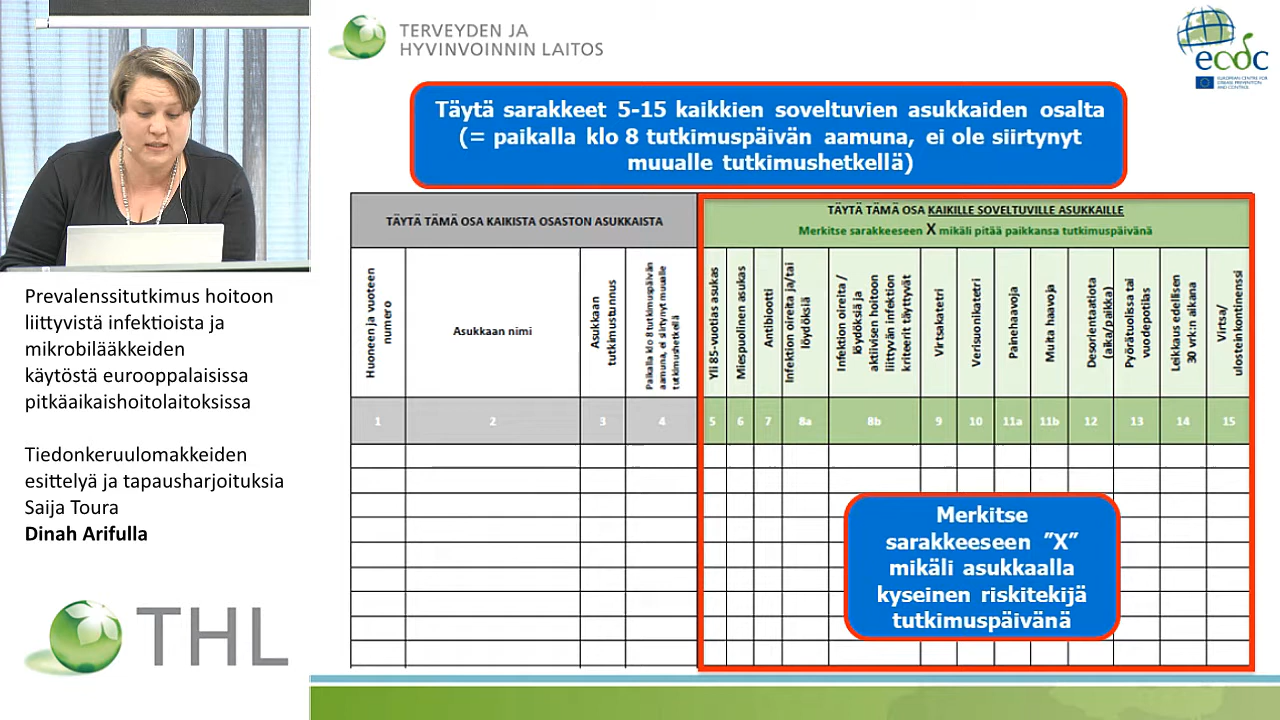 TERVEYDEN JA
HYVINVOINNIN LAITOS
ecdc
EUROPEAN CENTRE FOR
DISEASE PREVENTION
AND CONTROL
Täytä sarakkeet 5-15 kaikkien soveltuvien asukkaiden osalta
(= paikalla klo 8 tutkimuspäivän aamuna, ei ole siirtynyt
muualle tutkimushetkellä)
TÄYTÄ TÄMÄ OSA KAIKISTA OSASTON ASUKKAISTA
TÄYTÄ TÄMÄ OSA KAIKILLE SOVELTUVILLE ASUKKAILLE
Merkitse sarakkeeseen X mikäli pitää paikkansa tutkimuspäivänä
Huoneen ja vuoteen
numero
Asukkaan nimi
Asukkaan
tutkimustunnus
Paikalla klo 8 tutkimuspäivän
aamuna, ei siirtynyt muualle
tutkimushetkellä
Yli 85-vuotias asukas
Miespuolinen asukas
Antibiootti
Infektion oireita ja/tai
löydöksiä
Infektion oireita /
löydöksiä ja
aktiivisen hoitoon
liittyvän infektion
kriteerit täyttyvät
Virtsakatetri
Verisuonikatetri
Painehaavoja
Muita haavoja
Desorientaatiota
(aika/paikka)
Pyörätuolissa tai
vuodepotilas
Leikkaus edellisen
30 vrk:n aikana
Virtsa/
ulosteinkontinenssi
1 2 3 4 5 6 7 8a 8b 9 10 11a 11b 12 13 14 15
Merkitse
sarakkeeseen ”X”
mikäli asukkaalla
kyseinen riskitekijä
tutkimuspäivänä
Prevalenssitutkimus hoitoon
liittyvistä infektioista ja
mikrobilääkkeiden
käytöstä eurooppalaisissa
pitkäaikaishoitolaitoksissa
Tiedonkeruulomakkeiden
esittelyä ja tapausharjoituksia
Saija Toura
Dinah Arifulla
THL